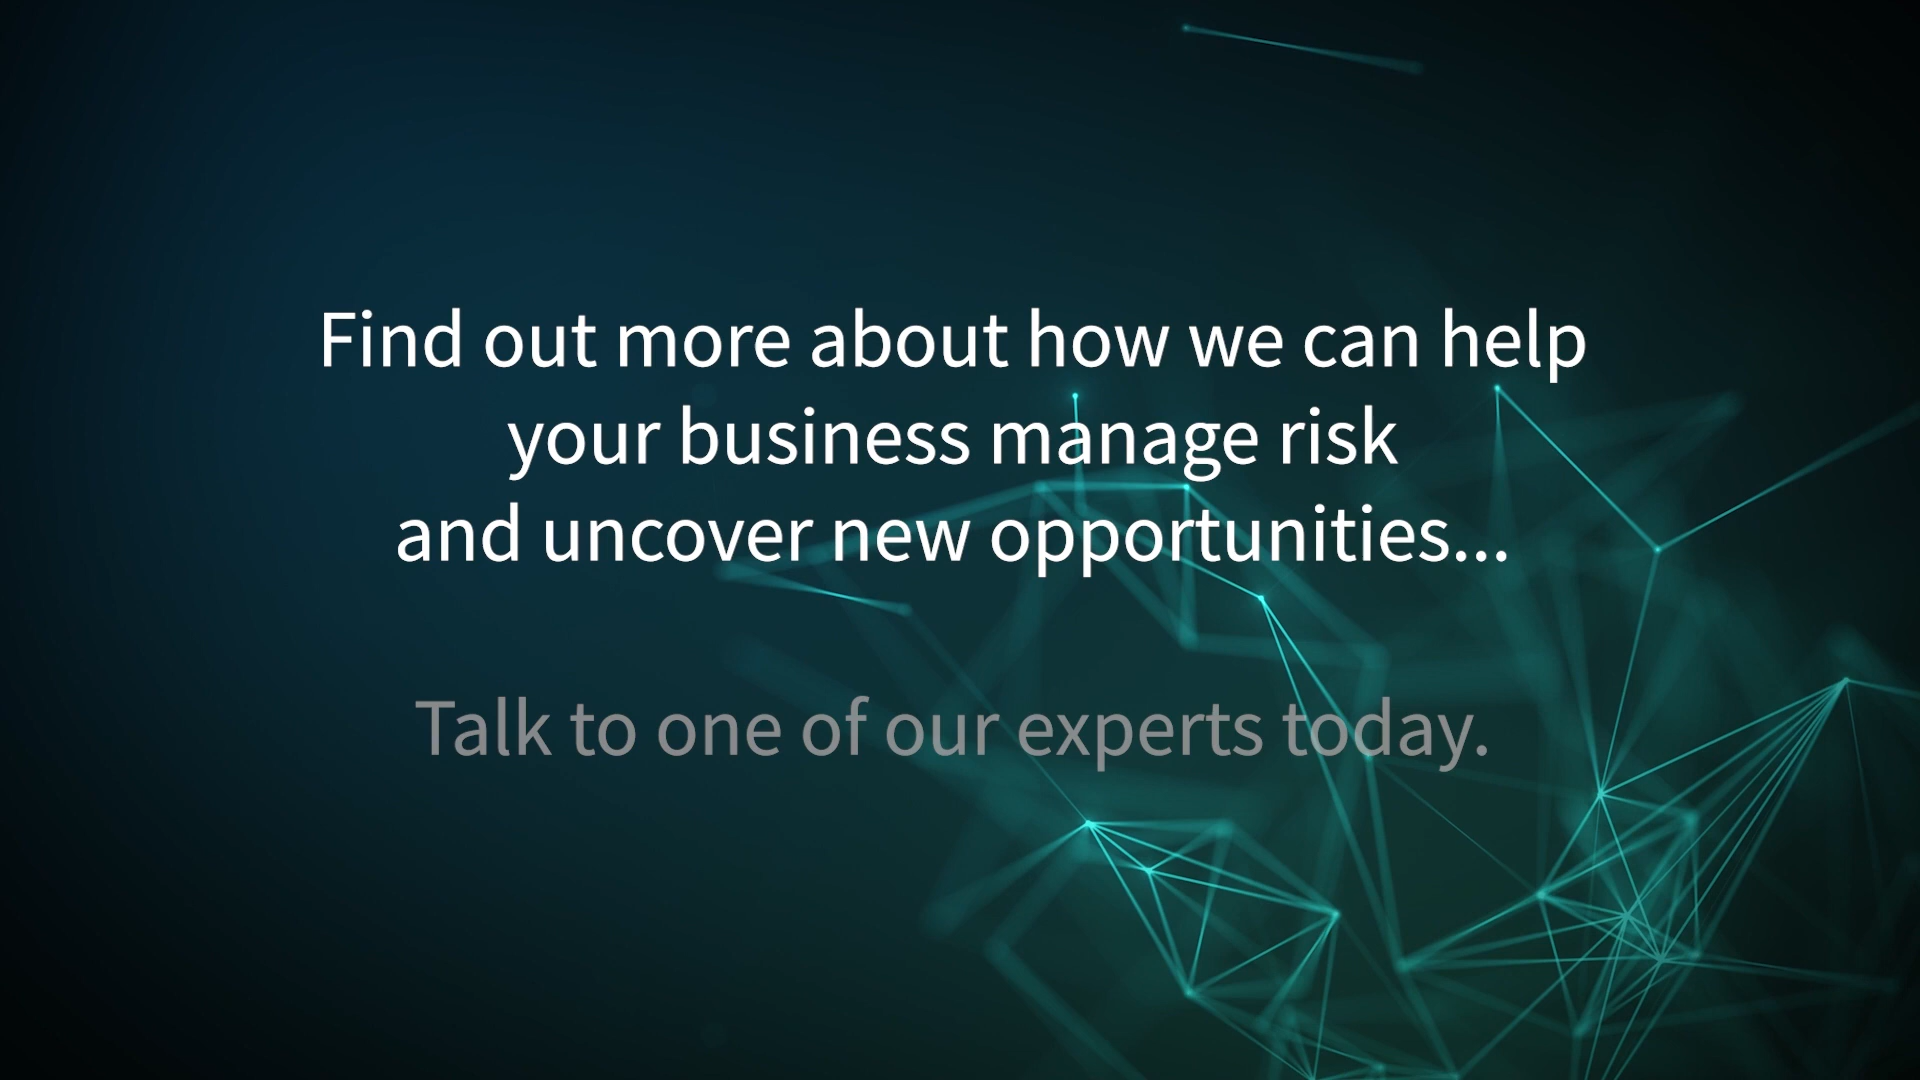 Find out more about how we can help
your business manage risk
and uncover new opportunities...
Talk to one of our experts today.